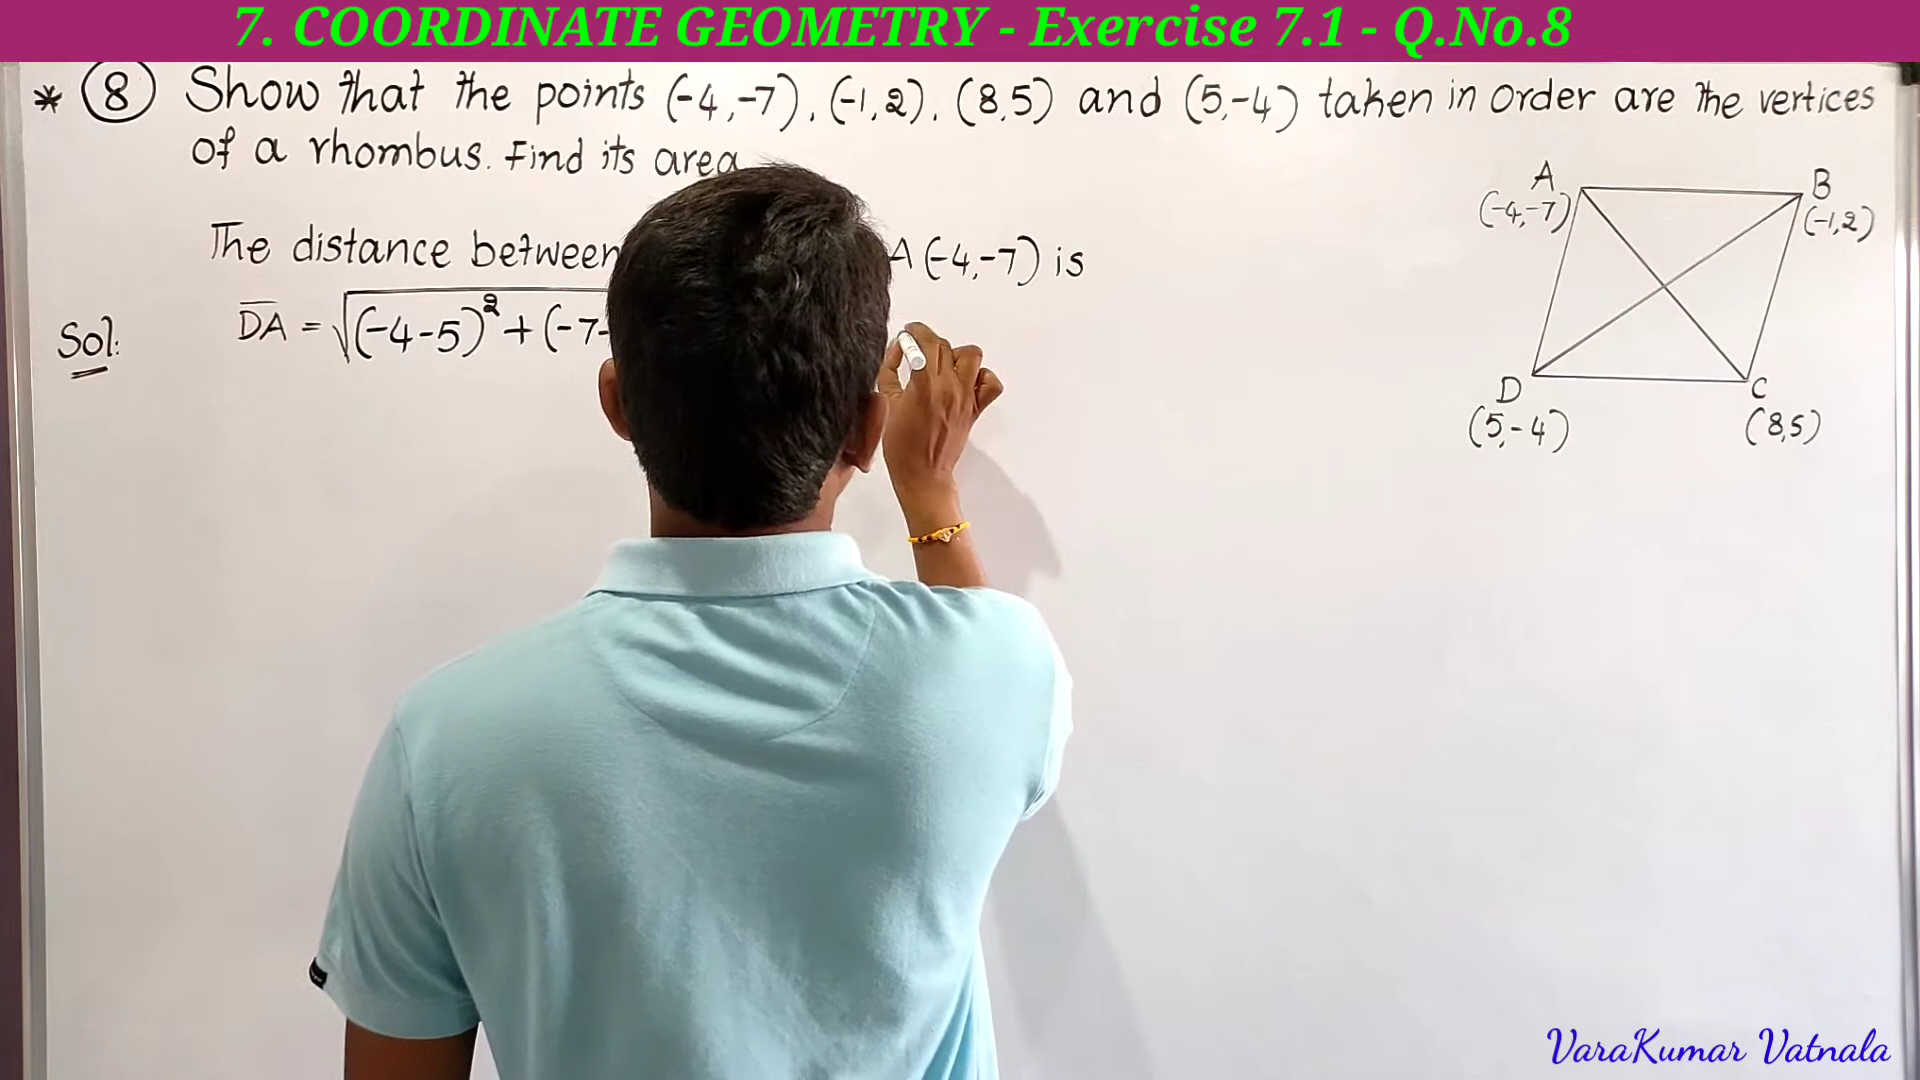 7. COORDINATE GEOMETRY - Exercise 7.1 - Q.No.8
* 8 Show that the points (-4,-7), (-1,2), (8,5) and (5,-4) taken in order are the vertices
of a rhombus. Find its area
The distance between A(-4,-7) is
Sol: DA = √(-4-5)² + (-7-
A
(-4,-7)
B
(-1,2)
D
(5,-4)
C
(8,5)
VaraKumar Vatnala